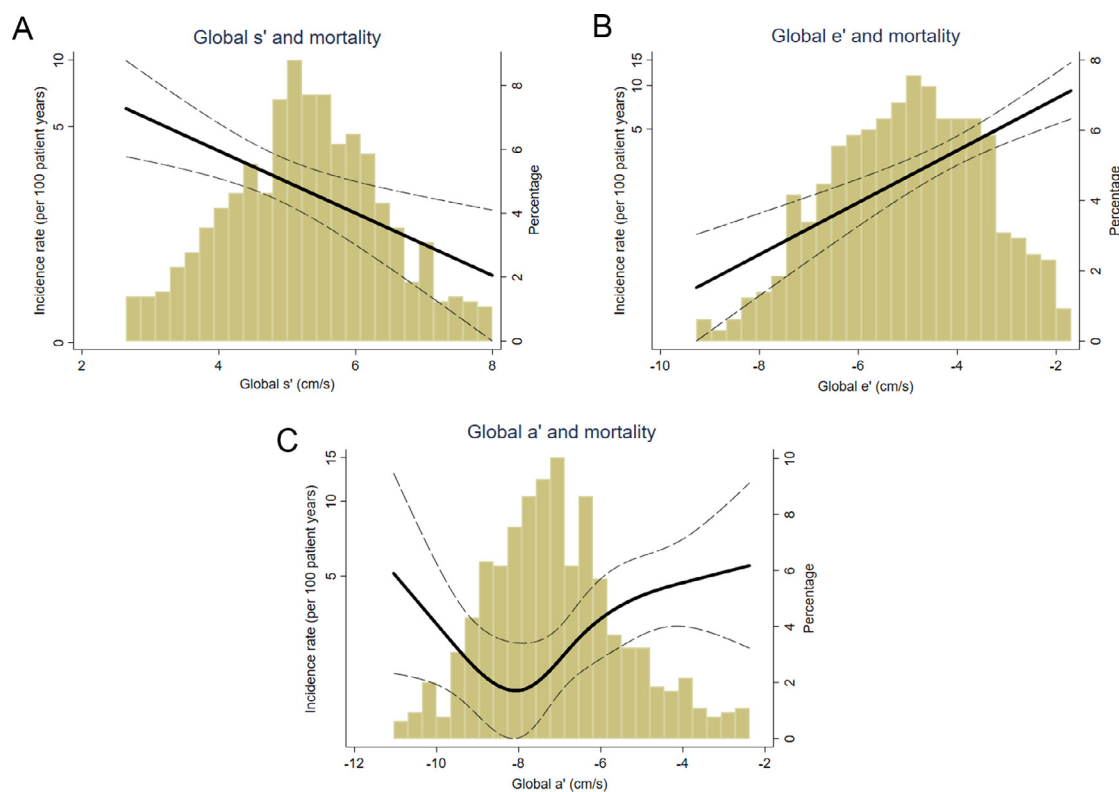 A
Global s' and mortality
Incidence rate (per 100 patient years)
10
5
0
8
6
4
2
0
Percentage
2
4
6
8
Global s' (cm/s)
B
Global e' and mortality
Incidence rate (per 100 patient years)
15
10
5
8
6
4
2
0
Percentage
-10
-8
-6
-4
-2
Global e' (cm/s)
C
Global a' and mortality
Incidence rate (per 100 patient years)
15
10
5
10
8
6
4
2
0
Percentage
-12
-10
-8
-6
-4
-2
Global a' (cm/s)